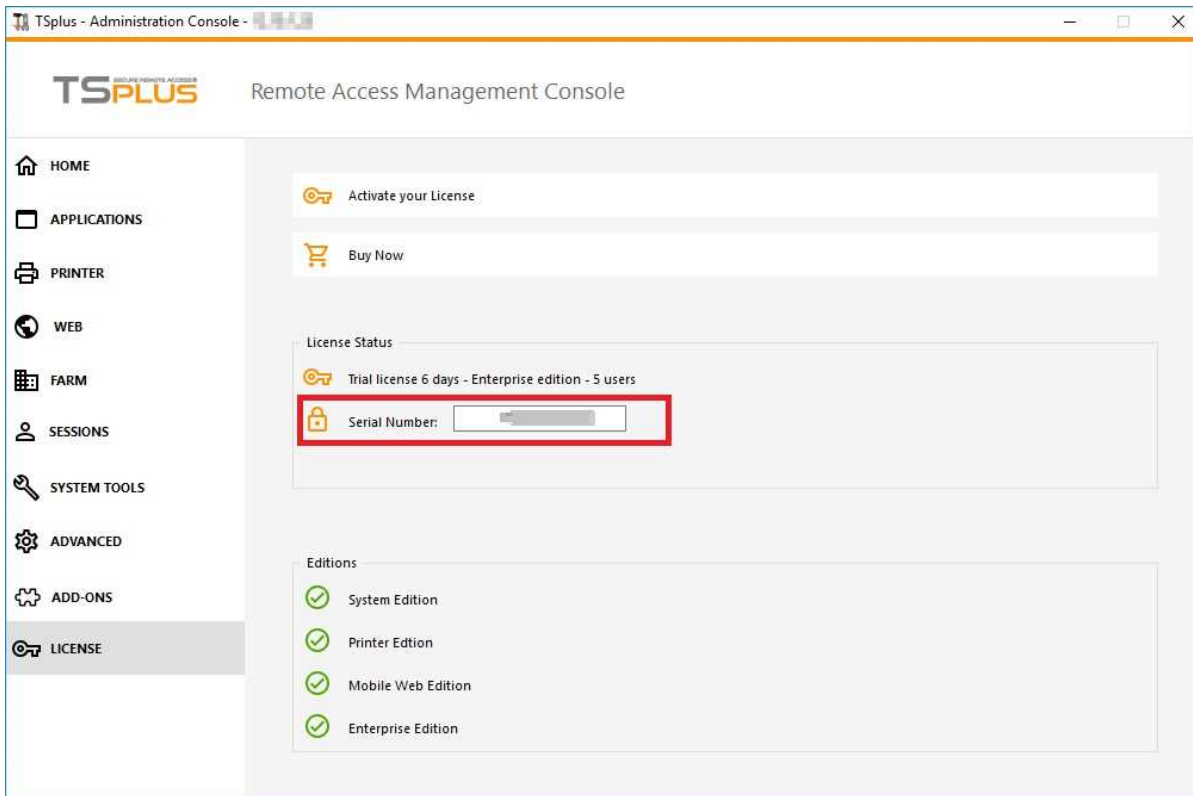 TSplus - Administration Console -
SECURE REMOTE ACCESS
TSPLUS
Remote Access Management Console
HOME
APPLICATIONS
PRINTER
WEB
FARM
SESSIONS
SYSTEM TOOLS
ADVANCED
ADD-ONS
LICENSE
Activate your License
Buy Now
License Status
Trial license 6 days - Enterprise edition - 5 users
Serial Number:
Editions
System Edition
Printer Edtion
Mobile Web Edition
Enterprise Edition